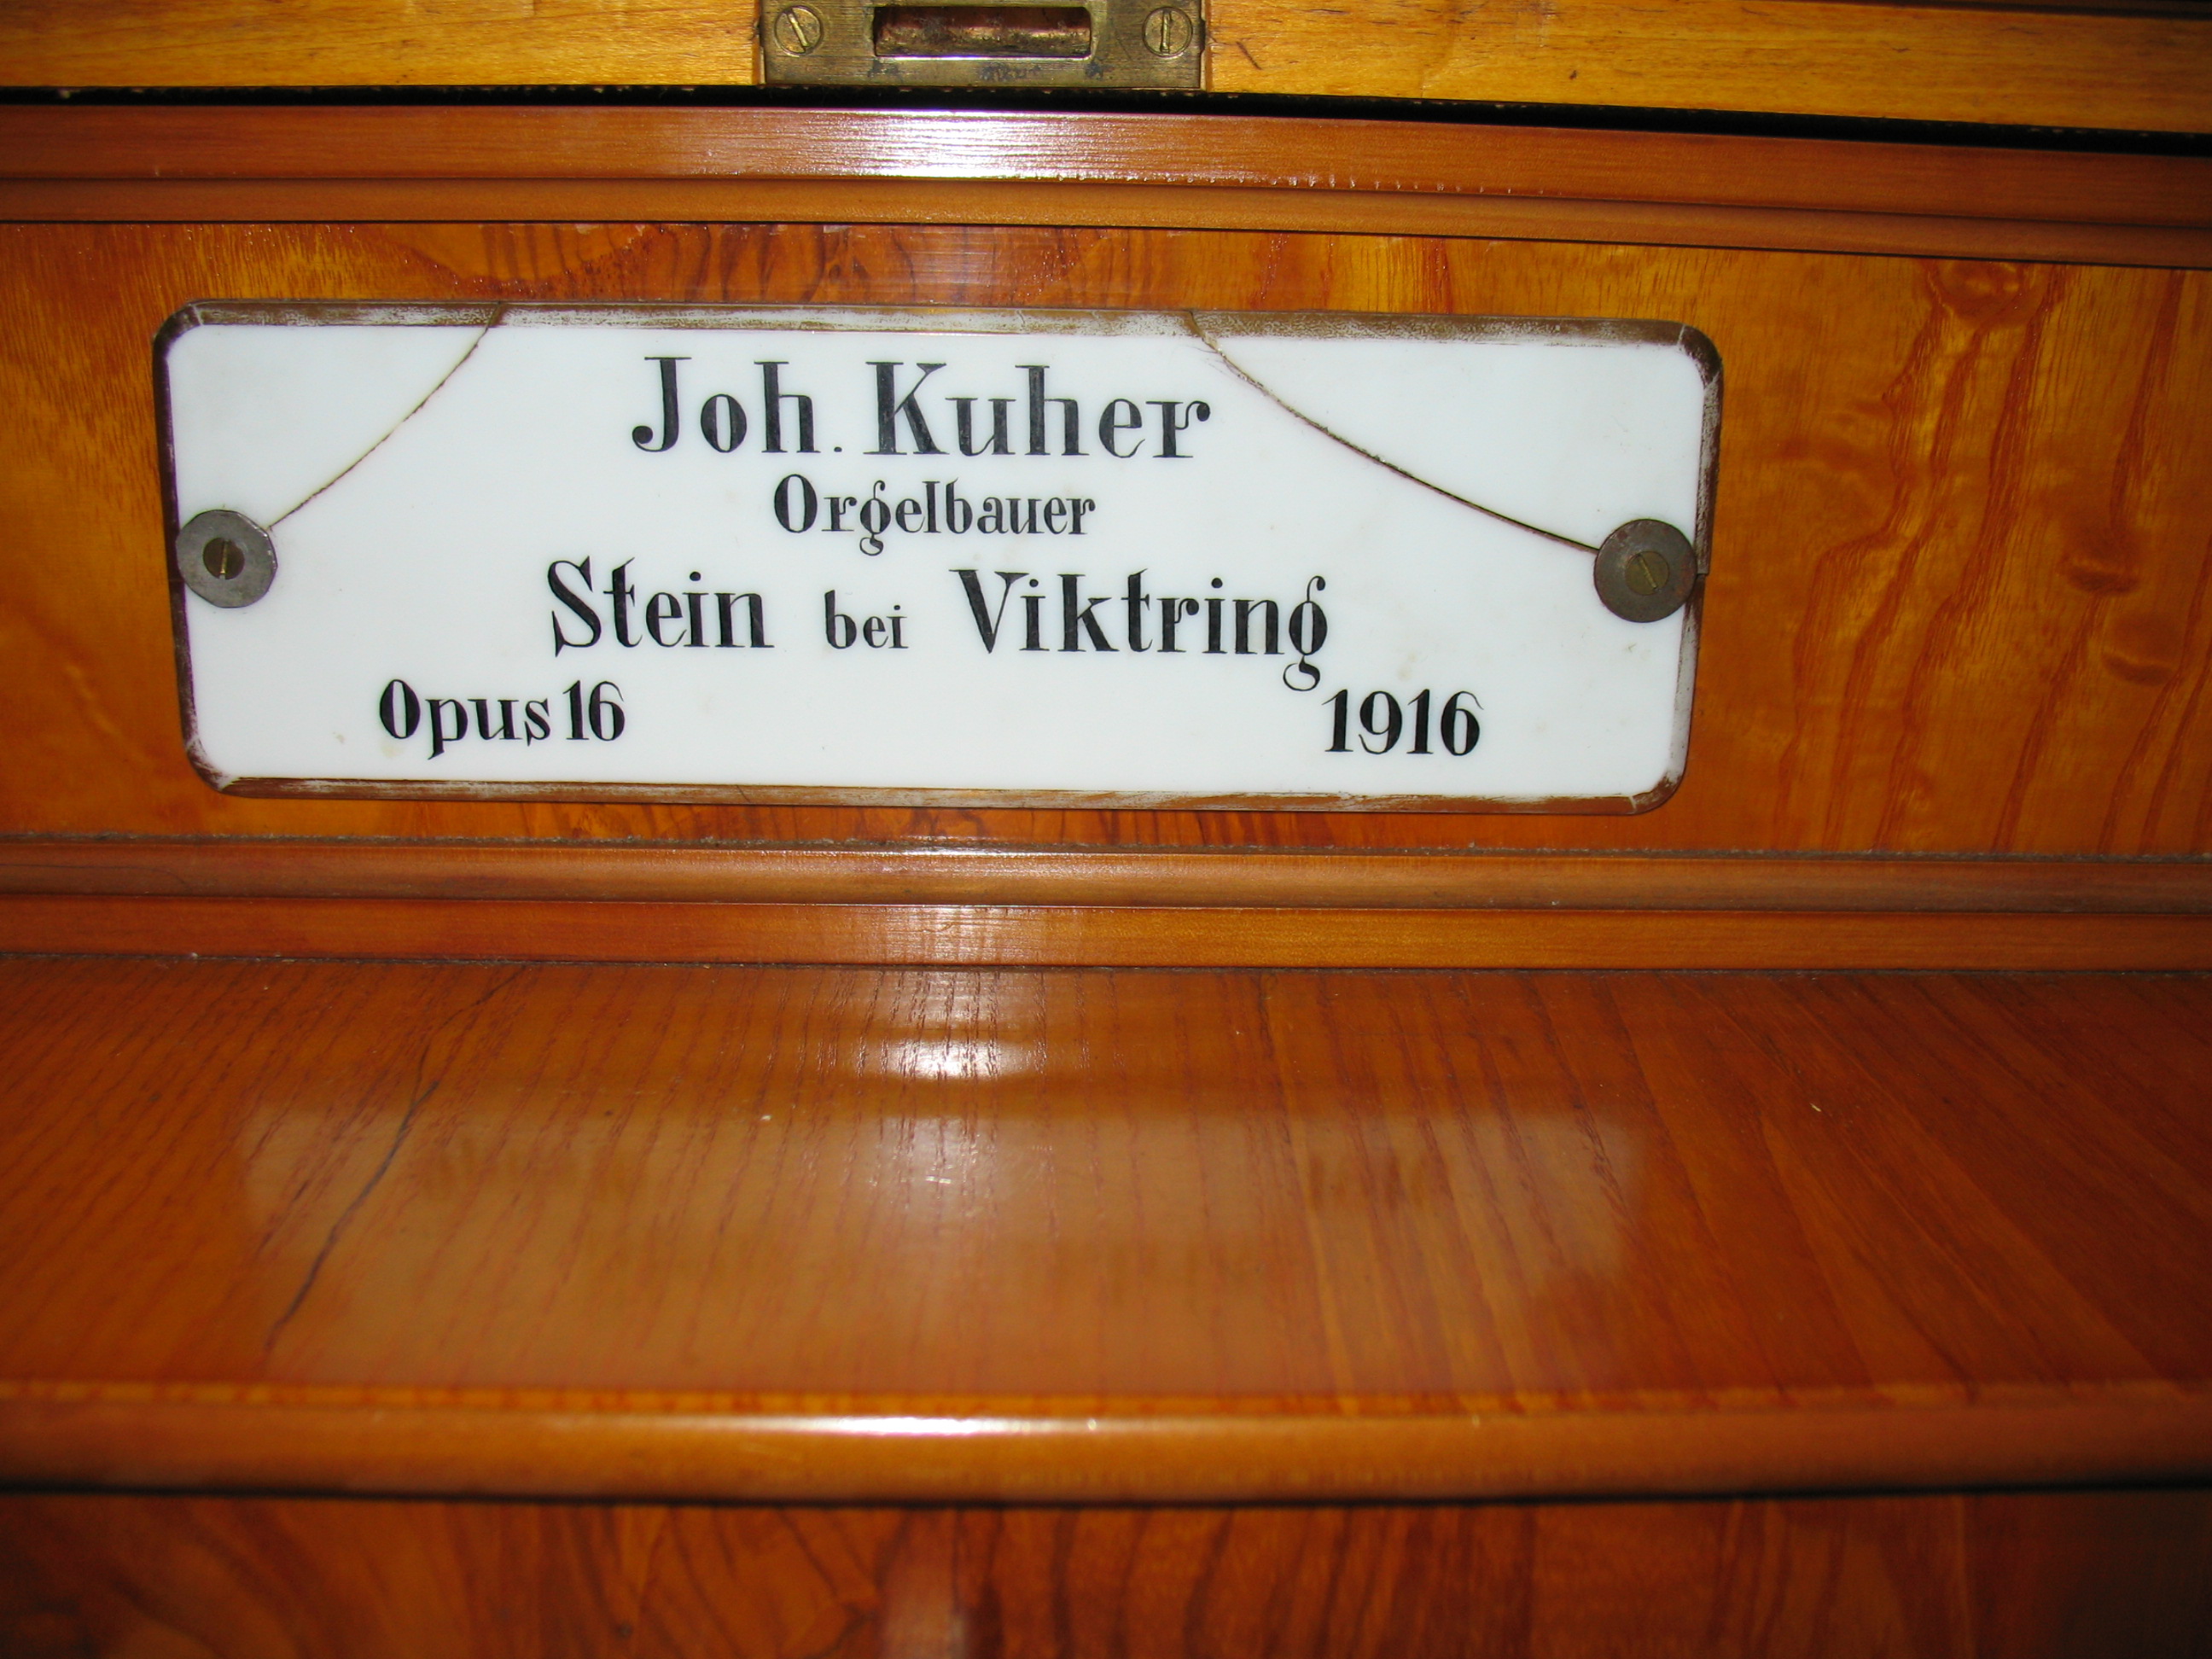 Joh. Kuher
Orgelbauer
Stein bei Viktring
Opus 16 1916